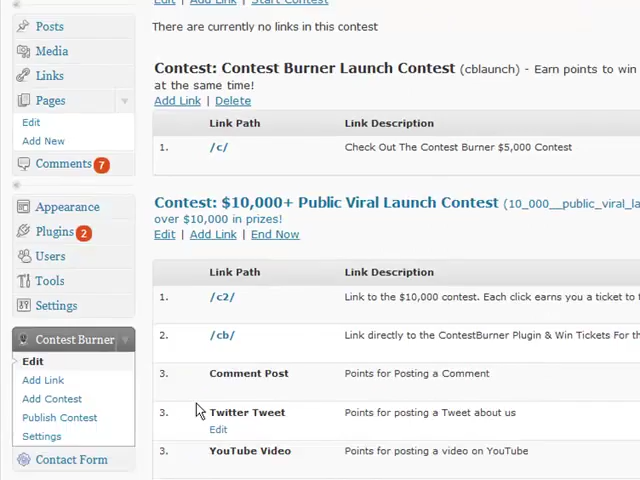 Edit | Add Link | Start Contest
There are currently no links in this contest
Contest: Contest Burner Launch Contest (cblaunch) - Earn points to win
at the same time!
Add Link | Delete
Link Path Link Description
1. /c/ Check Out The Contest Burner $5,000 Contest
Contest: $10,000+ Public Viral Launch Contest (10_000__public_viral_la
over $10,000 in prizes!
Edit | Add Link | End Now
Link Path Link Description
1. /c2/ Link to the $10,000 contest. Each click earns you a ticket to
2. /cb/ Link directly to the ContestBurner Plugin & Win Tickets For
3. Comment Post Points for Posting a Comment
3. Twitter Tweet Points for posting a Tweet about us
Edit
3. YouTube Video Points for posting a video on YouTube
Posts
Media
Links
Pages
Edit
Add New
Comments 7
Appearance
Plugins 2
Users
Tools
Settings
Contest Burner
Edit
Add Link
Add Contest
Publish Contest
Settings
Contact Form